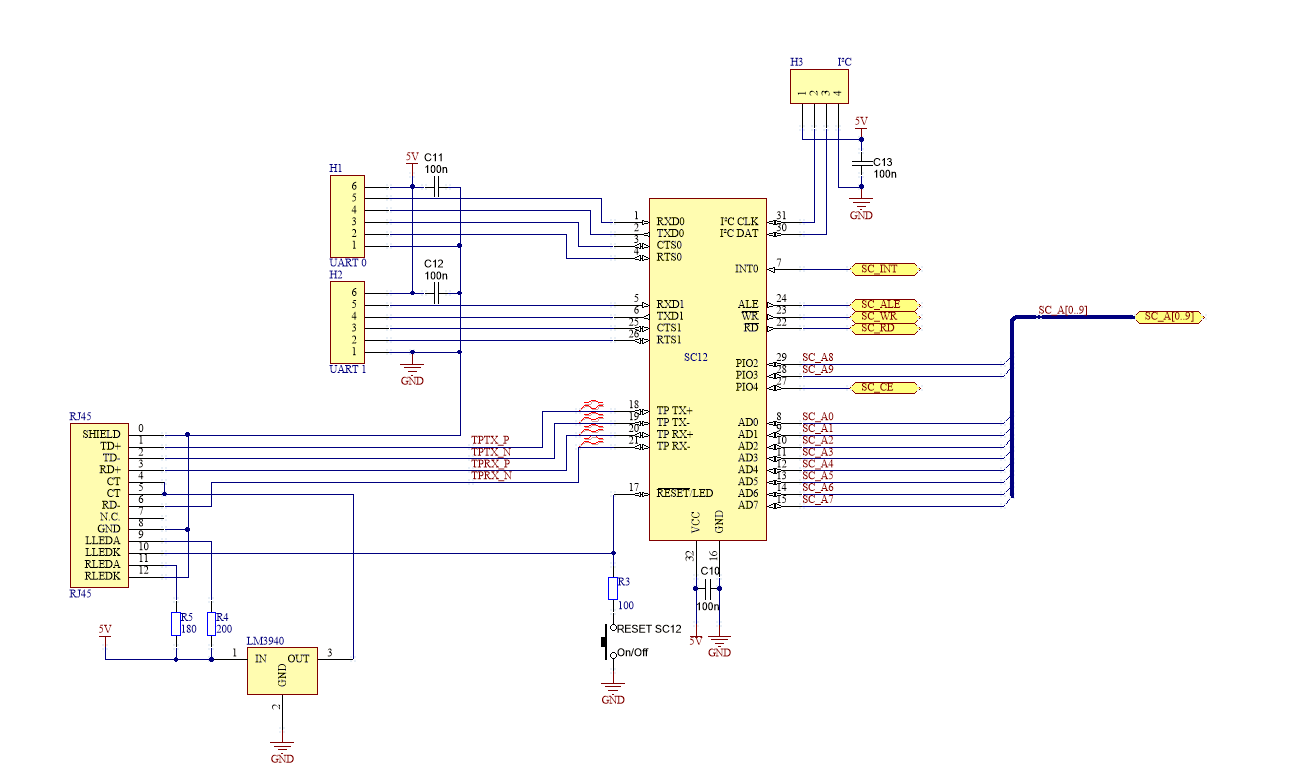 H3 I²C
1 2 3 4
5V
C13
100n
GND
5V
C11
100n
H1
6
5
4
3
2
1
UART 0
C12
100n
H2
6
5
4
3
2
1
UART 1
GND
1 RXD0
2 TXD0
3 CTS0
4 RTS0
5 RXD1
6 TXD1
25 CTS1
26 RTS1
SC12
18 TP TX+
19 TP TX-
20 TP RX+
21 TP RX-
17 RESET/LED
I²C CLK 31
I²C DAT 30
INT0 7 SC_INT
ALE 24 SC_ALE
WR 23 SC_WR
RD 22 SC_RD
PIO2 29 SC_A8
PIO3 28 SC_A9
PIO4 27 SC_CE
AD0 8 SC_A0
AD1 9 SC_A1
AD2 10 SC_A2
AD3 11 SC_A3
AD4 12 SC_A4
AD5 13 SC_A5
AD6 14 SC_A6
AD7 15 SC_A7
SC_A[0..9] SC_A[0..9]
VCC GND
32 16
C10
100n
5V GND
RJ45
SHIELD 0
TD+ 1
TD- 2
RD+ 3
CT 4
CT 5
RD- 6
N.C. 7
GND 8
LLEDA 9
LLEDK 10
RLEDA 11
RLEDK 12
RJ45
TPTX_P
TPTX_N
TPRX_P
TPRX_N
R3
100
RESET SC12
On/Off
GND
R5
180
R4
200
5V
LM3940
1 IN OUT 3
GND
2
GND